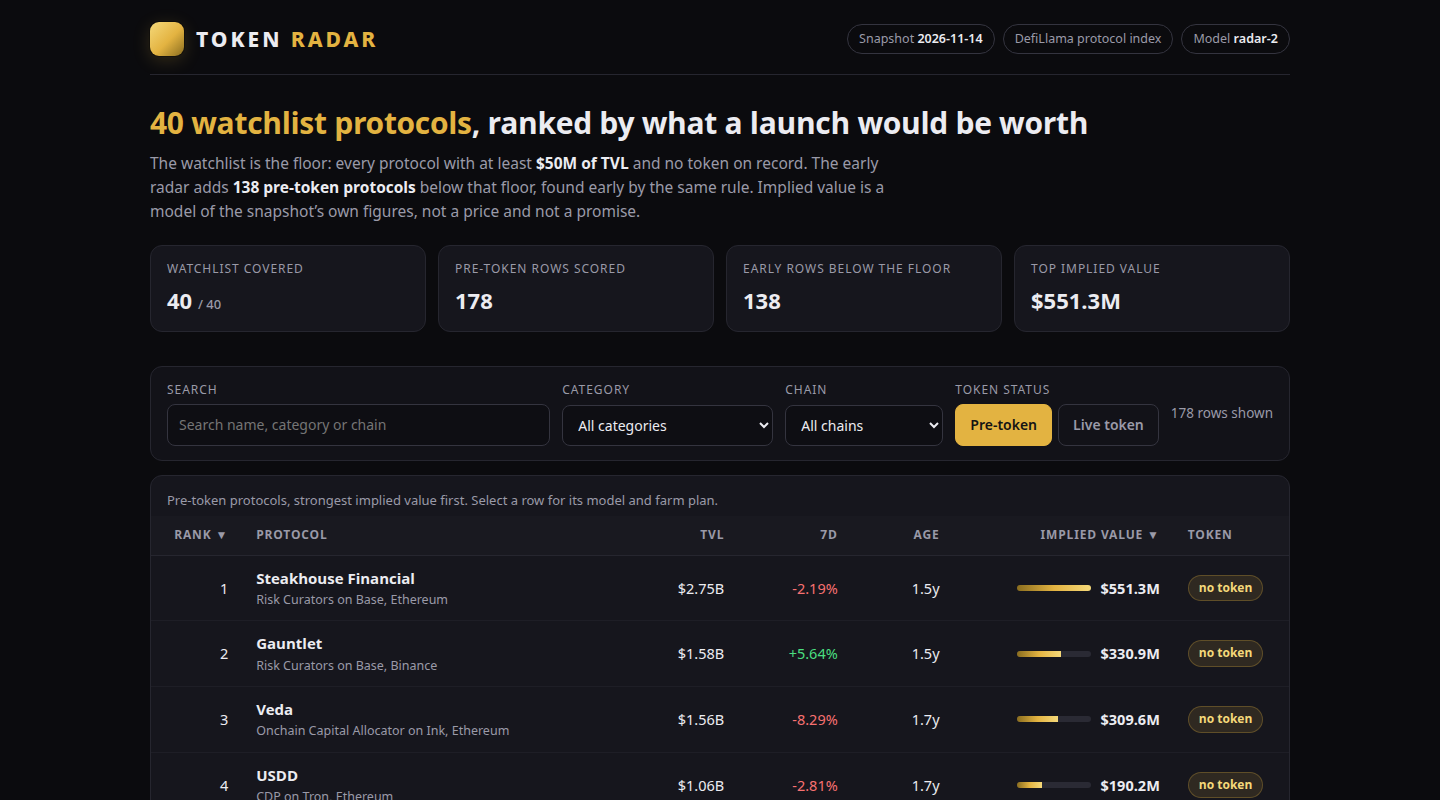 TOKEN RADAR
Snapshot 2026-11-14
DefiLlama protocol index
Model radar-2
40 watchlist protocols, ranked by what a launch would be worth
The watchlist is the floor: every protocol with at least $50M of TVL and no token on record. The early
radar adds 138 pre-token protocols below that floor, found early by the same rule. Implied value is a
model of the snapshot’s own figures, not a price and not a promise.
WATCHLIST COVERED
40 / 40
PRE-TOKEN ROWS SCORED
178
EARLY ROWS BELOW THE FLOOR
138
TOP IMPLIED VALUE
$551.3M
SEARCH
Search name, category or chain
CATEGORY
All categories
CHAIN
All chains
TOKEN STATUS
Pre-token
Live token
178 rows shown
Pre-token protocols, strongest implied value first. Select a row for its model and farm plan.
RANK ▼ PROTOCOL TVL 7D AGE IMPLIED VALUE ▼ TOKEN
1 Steakhouse Financial $2.75B -2.19% 1.5y $551.3M no token
Risk Curators on Base, Ethereum
2 Gauntlet $1.58B +5.64% 1.5y $330.9M no token
Risk Curators on Base, Binance
3 Veda $1.56B -8.29% 1.7y $309.6M no token
Onchain Capital Allocator on Ink, Ethereum
4 USDD $1.06B -2.81% 1.7y $190.2M no token
CDP on Tron, Ethereum